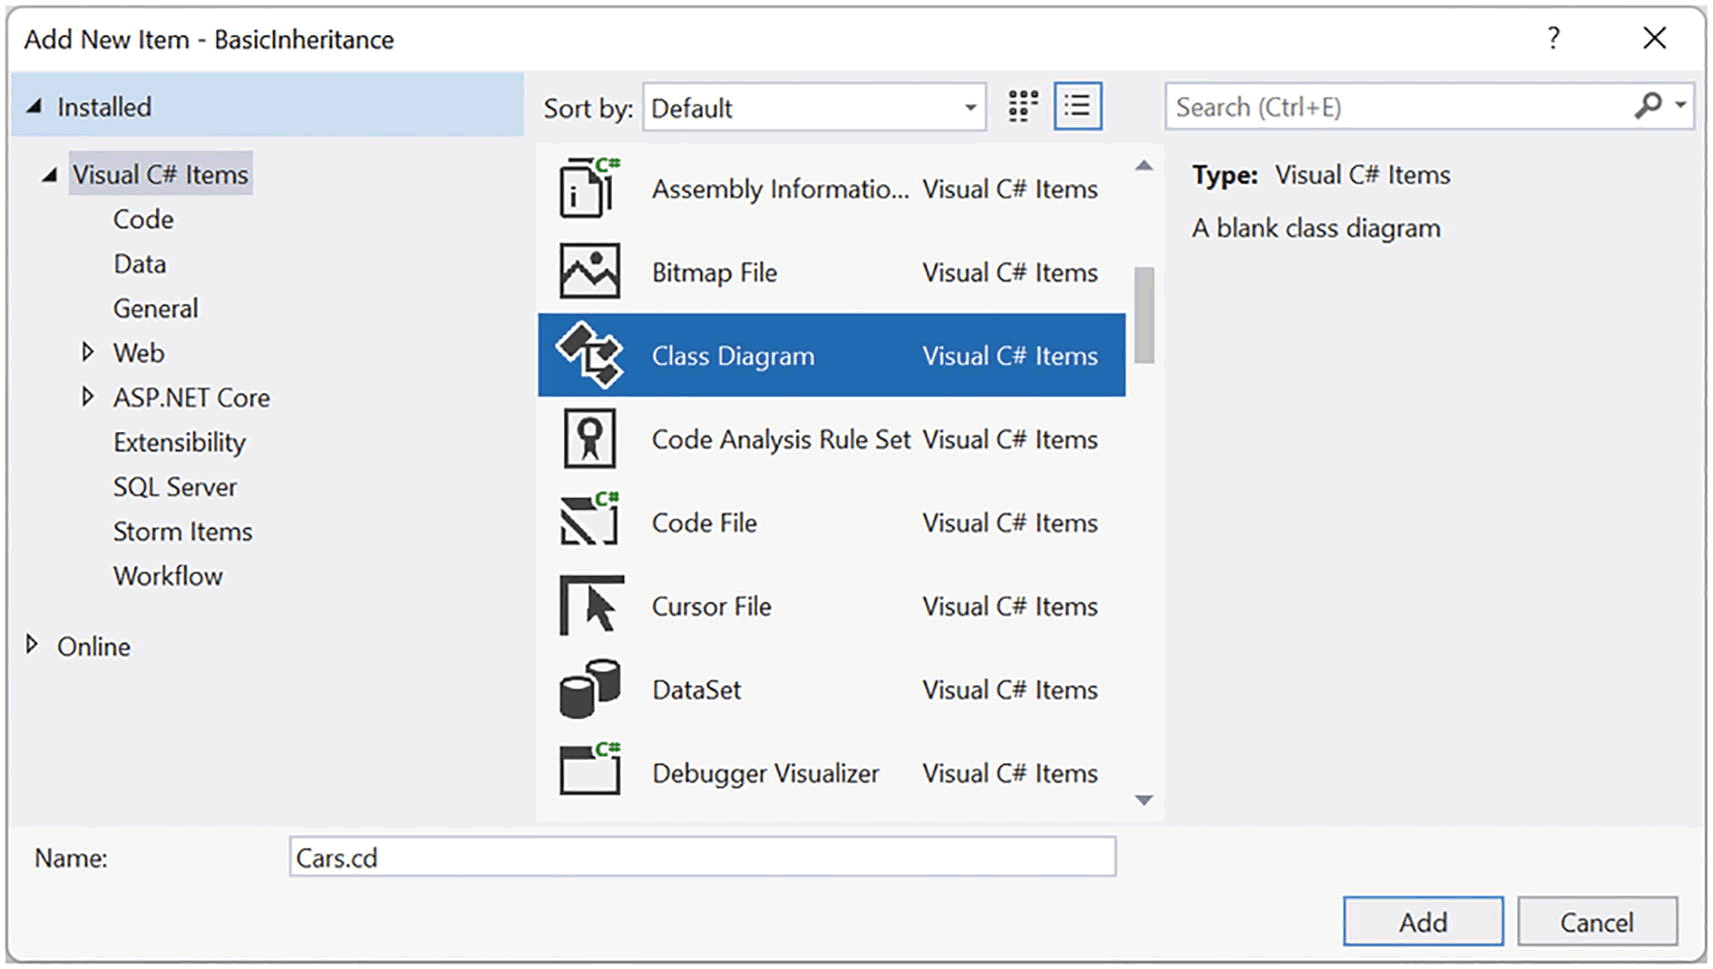 Add New Item - BasicInheritance
?
Installed
Sort by: Default
Search (Ctrl+E)
Visual C# Items
Code
Data
General
Web
ASP.NET Core
Extensibility
SQL Server
Storm Items
Workflow
Online
C#
Assembly Informatio... Visual C# Items
Bitmap File Visual C# Items
Class Diagram Visual C# Items
Code Analysis Rule Set Visual C# Items
C#
Code File Visual C# Items
Cursor File Visual C# Items
DataSet Visual C# Items
C#
Debugger Visualizer Visual C# Items
Type: Visual C# Items
A blank class diagram
Name: Cars.cd
Add Cancel